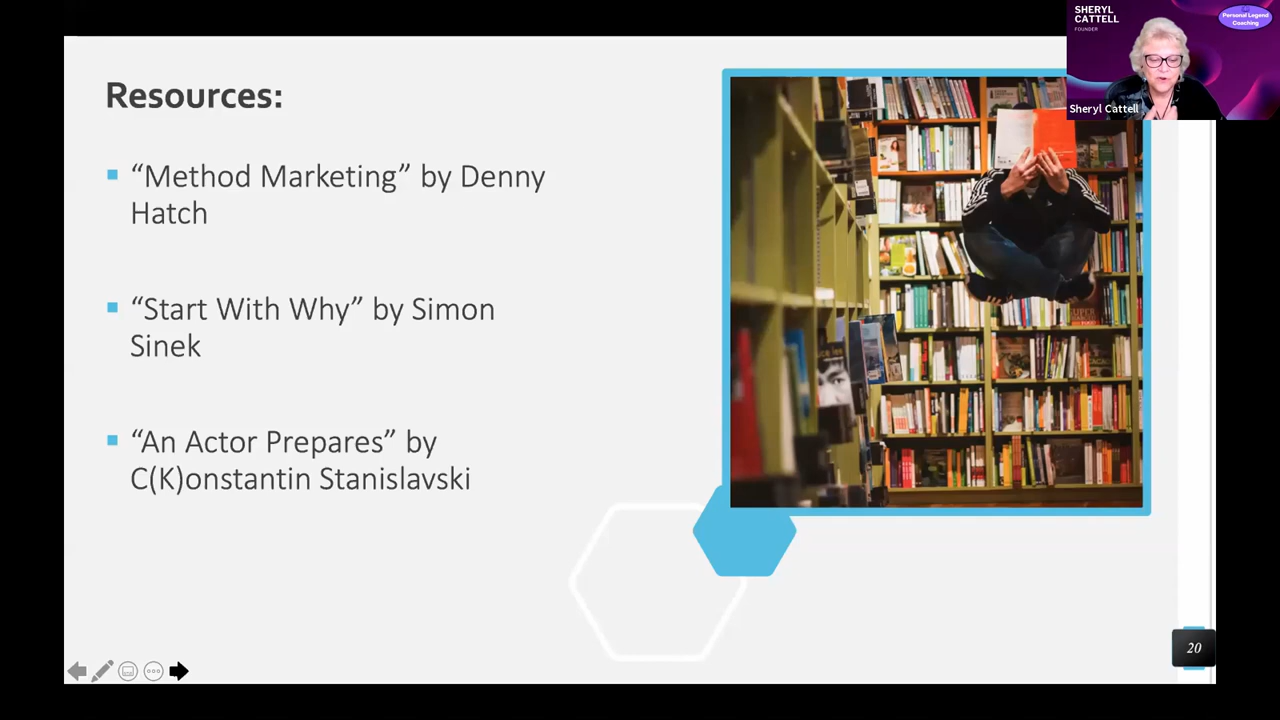 SHERYL
CATTELL
FOUNDER
Personal Legend
Coaching
Sheryl Cattell
Resources:
“Method Marketing” by Denny
Hatch
“Start With Why” by Simon
Sinek
“An Actor Prepares” by
C(K)onstantin Stanislavski
20